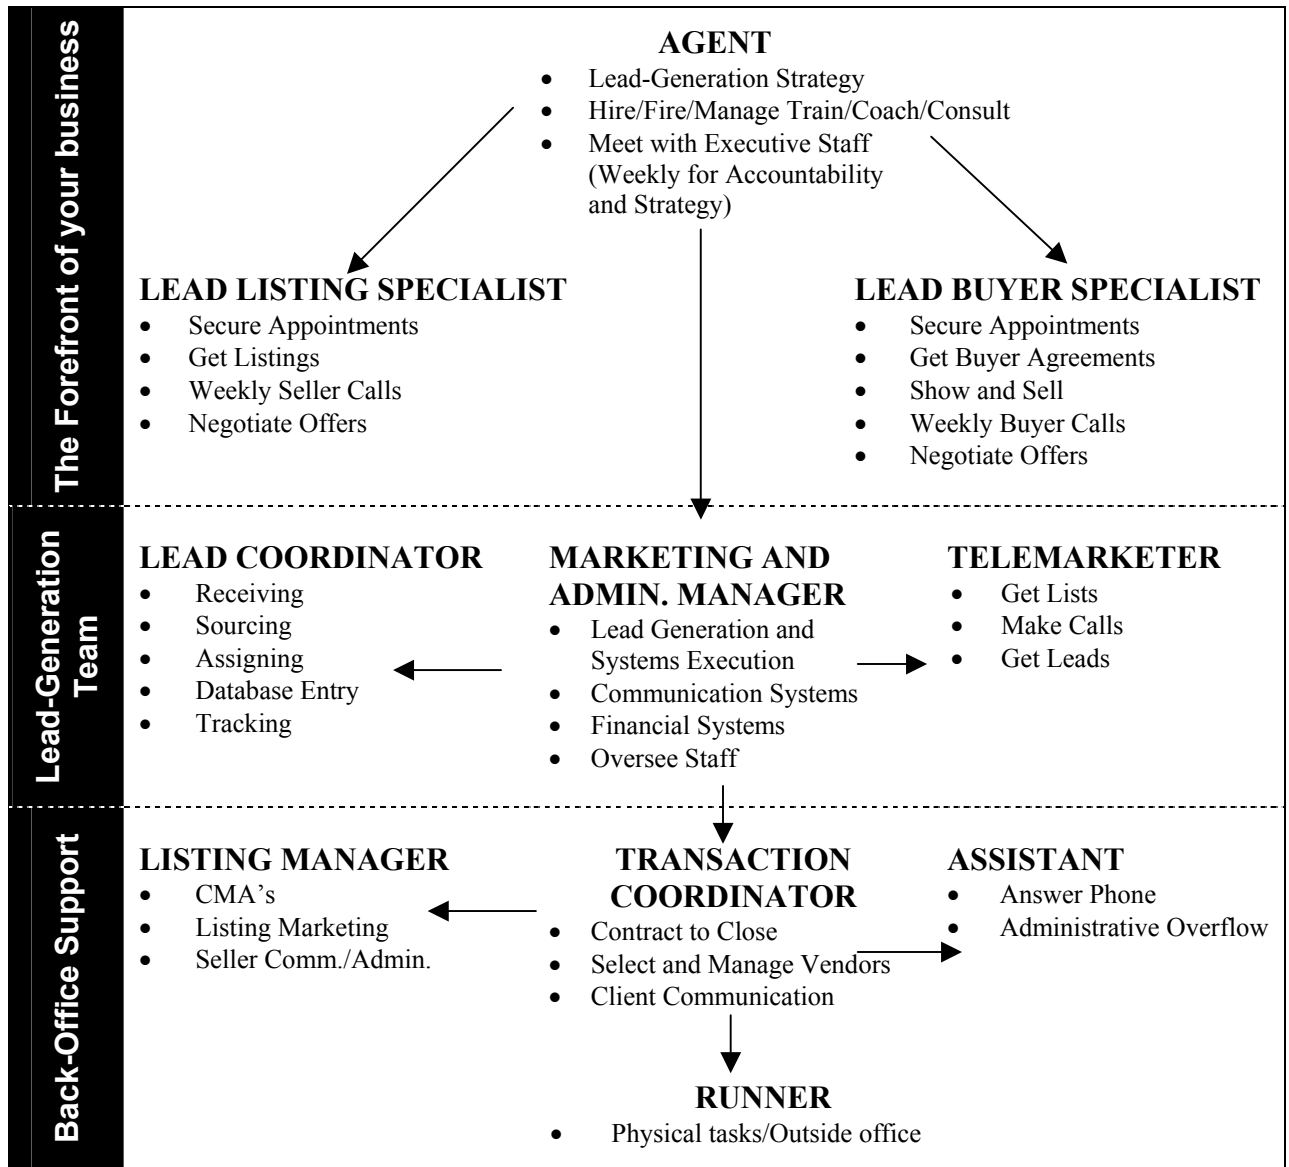 The Forefront of your business
AGENT
• Lead-Generation Strategy
• Hire/Fire/Manage Train/Coach/Consult
• Meet with Executive Staff
(Weekly for Accountability
and Strategy)
LEAD LISTING SPECIALIST
• Secure Appointments
• Get Listings
• Weekly Seller Calls
• Negotiate Offers
LEAD BUYER SPECIALIST
• Secure Appointments
• Get Buyer Agreements
• Show and Sell
• Weekly Buyer Calls
• Negotiate Offers
Lead-Generation
Team
LEAD COORDINATOR
• Receiving
• Sourcing
• Assigning
• Database Entry
• Tracking
MARKETING AND
ADMIN. MANAGER
• Lead Generation and
Systems Execution
• Communication Systems
• Financial Systems
• Oversee Staff
TELEMARKETER
• Get Lists
• Make Calls
• Get Leads
Back-Office Support
LISTING MANAGER
• CMA’s
• Listing Marketing
• Seller Comm./Admin.
TRANSACTION
COORDINATOR
• Contract to Close
• Select and Manage Vendors
• Client Communication
ASSISTANT
• Answer Phone
• Administrative Overflow
RUNNER
• Physical tasks/Outside office